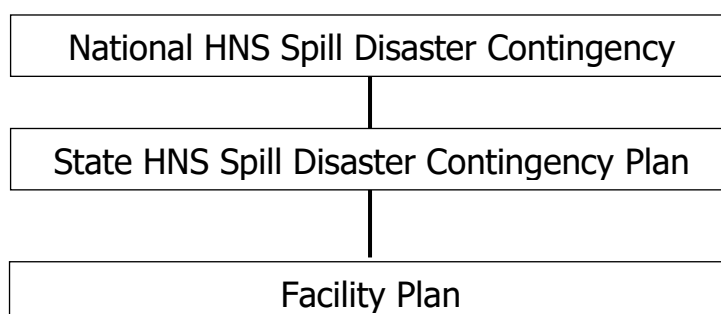 National HNS Spill Disaster Contingency
State HNS Spill Disaster Contingency Plan
Facility Plan